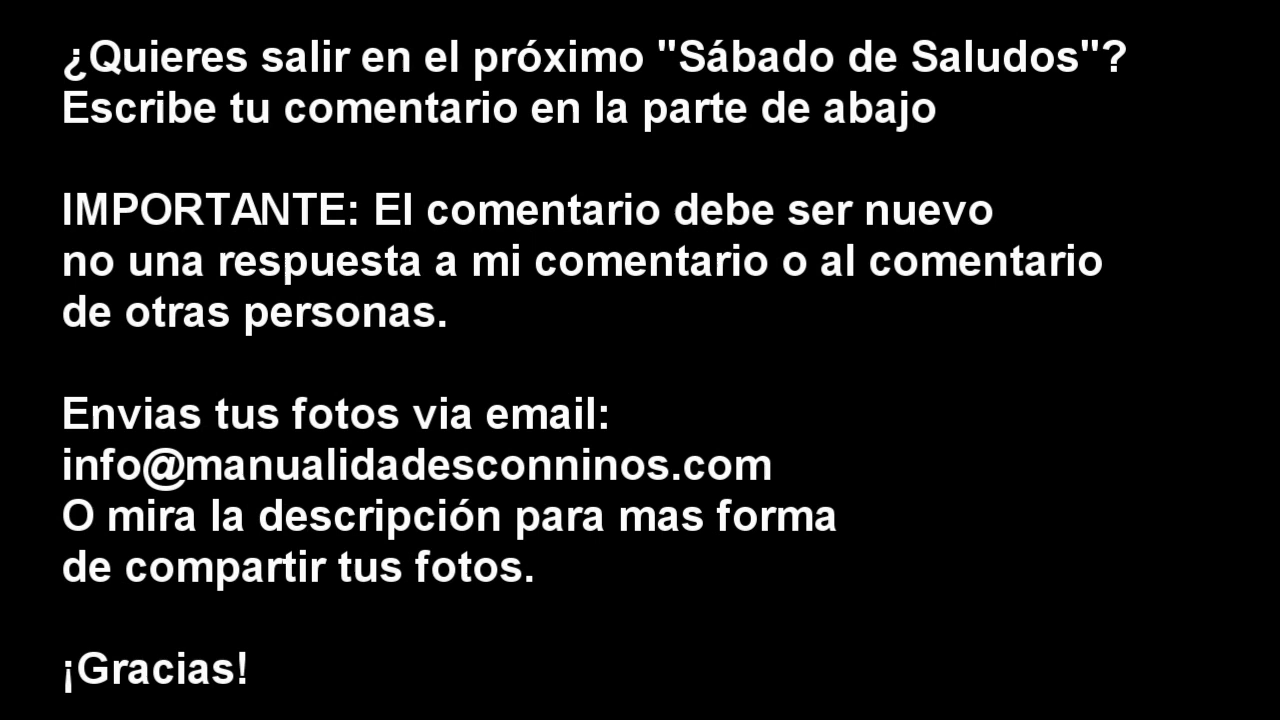 ¿Quieres salir en el próximo "Sábado de Saludos"?
Escribe tu comentario en la parte de abajo
IMPORTANTE: El comentario debe ser nuevo
no una respuesta a mi comentario o al comentario
de otras personas.
Envias tus fotos via email:
info@manualidadesconninos.com
O mira la descripción para mas forma
de compartir tus fotos.
¡Gracias!